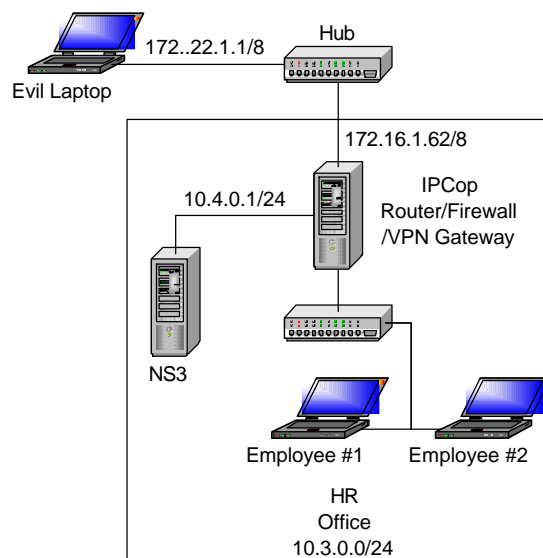 Hub
172..22.1.1/8
Evil Laptop
172.16.1.62/8
IPCop
Router/Firewall
/VPN Gateway
10.4.0.1/24
NS3
Employee #1
Employee #2
HR
Office
10.3.0.0/24